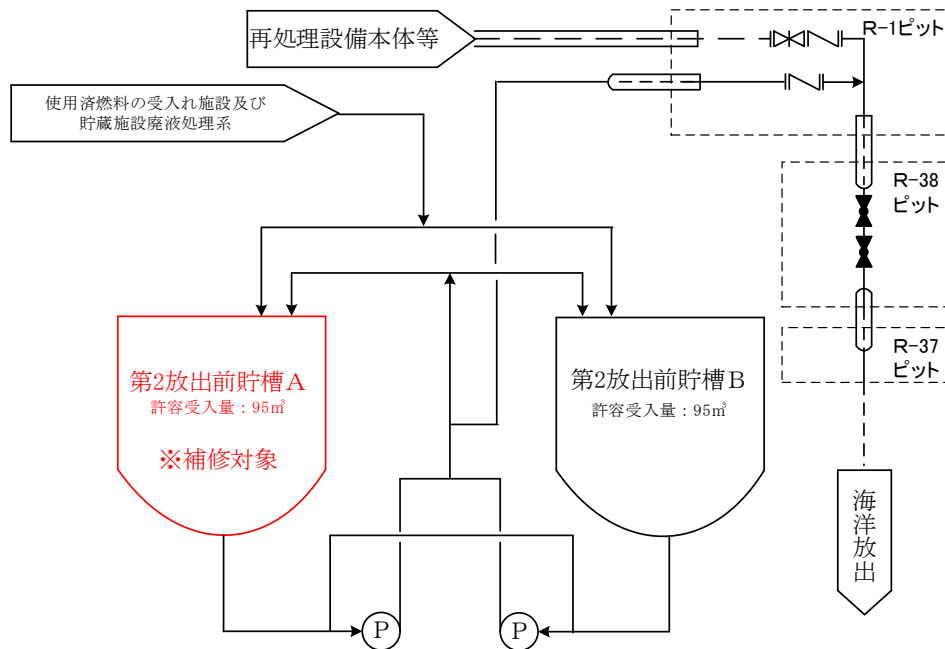 再処理設備本体等
R-1ピット
使用済燃料の受入れ施設及び
貯蔵施設廃液処理系
R-38
ピット
R-37
ピット
第2放出前貯槽A
許容受入量：95㎥
※補修対象
第2放出前貯槽B
許容受入量：95㎥
海洋放出
P
P